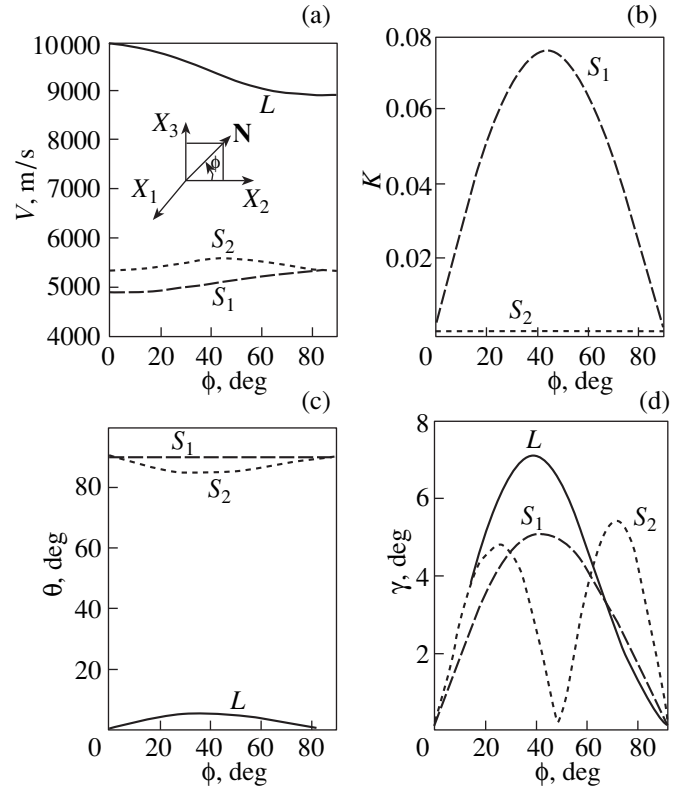 (a)
10000
9000
8000
7000
6000
5000
4000
V, m/s
L
X3
N
ϕ
X1
X2
S2
S1
0 20 40 60 80
ϕ, deg
(b)
0.08
0.06
0.04
0.02
K
S1
S2
0 20 40 60 80
ϕ, deg
(c)
80
60
40
20
θ, deg
S1
S2
L
0 20 40 60 80
ϕ, deg
(d)
8
6
4
2
γ, deg
L
S1
S2
0 20 40 60 80
ϕ, deg